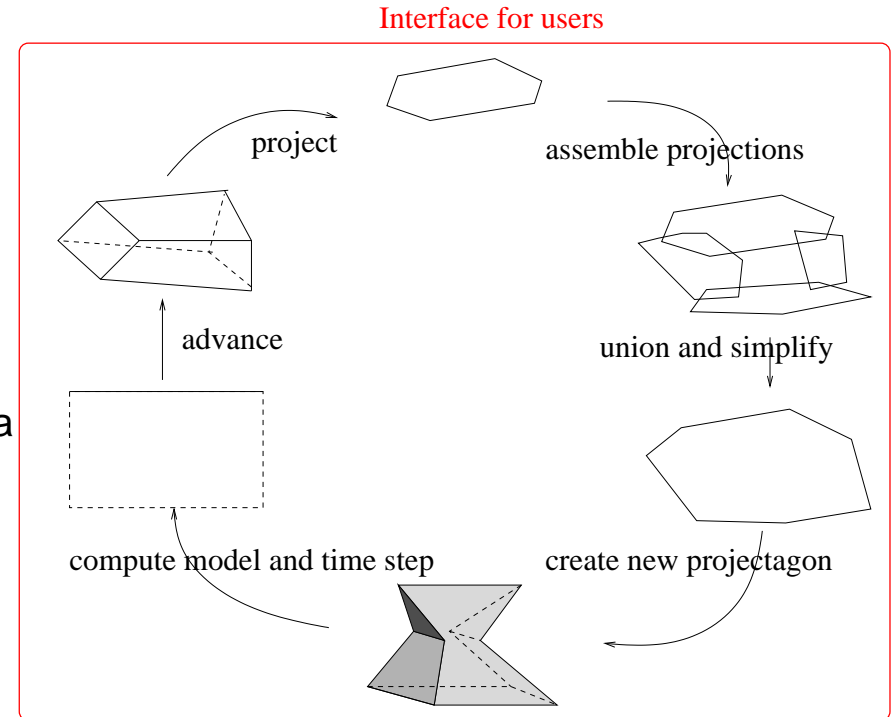 Interface for users
project
assemble projections
advance
union and simplify
a
compute model and time step
create new projectagon